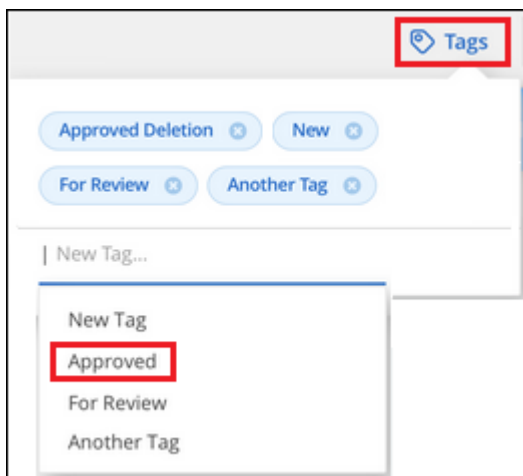 Tags
Approved Deletion New
For Review Another Tag
New Tag...
New Tag
Approved
For Review
Another Tag